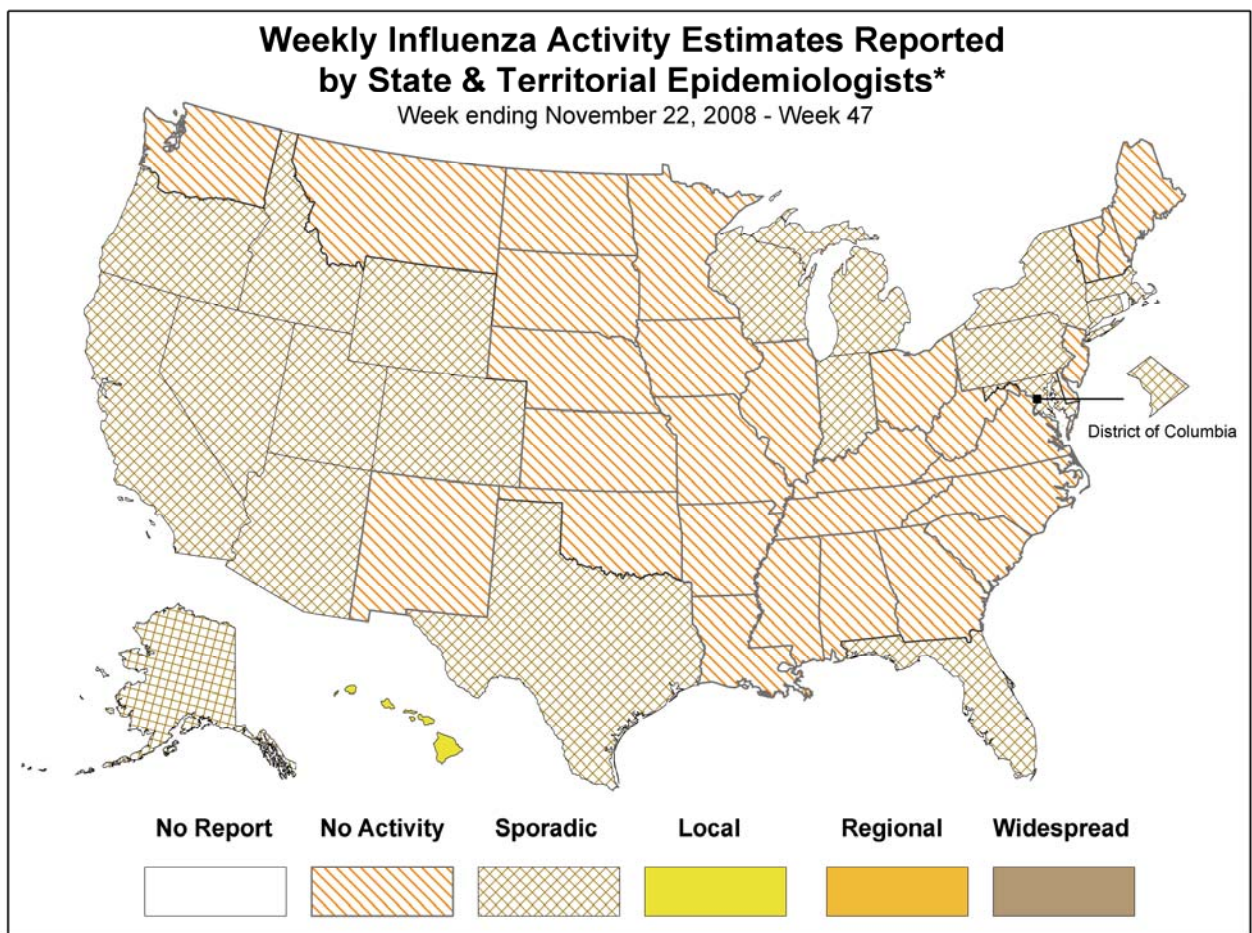 Weekly Influenza Activity Estimates Reported
by State & Territorial Epidemiologists*
Week ending November 22, 2008 - Week 47
District of Columbia
No Report No Activity Sporadic Local Regional Widespread